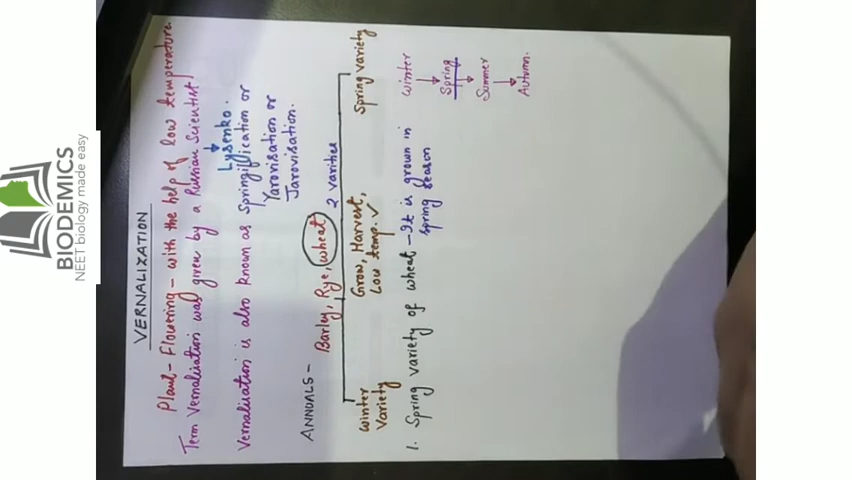 BIODEMICS
NEET biology made easy
VERNALIZATION
Plant - Flowering - with the help of low temperature.
Term Vernalisation was given by a Russian Scientist
Lysenko.
Vernalisation is also known as Springification or
Yarovisation or
Jarovisation.
ANNUALS - Barley, Rye, Wheat 2 varities
Winter
Variety
Grow, Harvest,
Low temp. ✓
Spring Variety
1. Spring variety of wheat - It is grown in
spring season
Winter
Spring
Summer
Autumn.